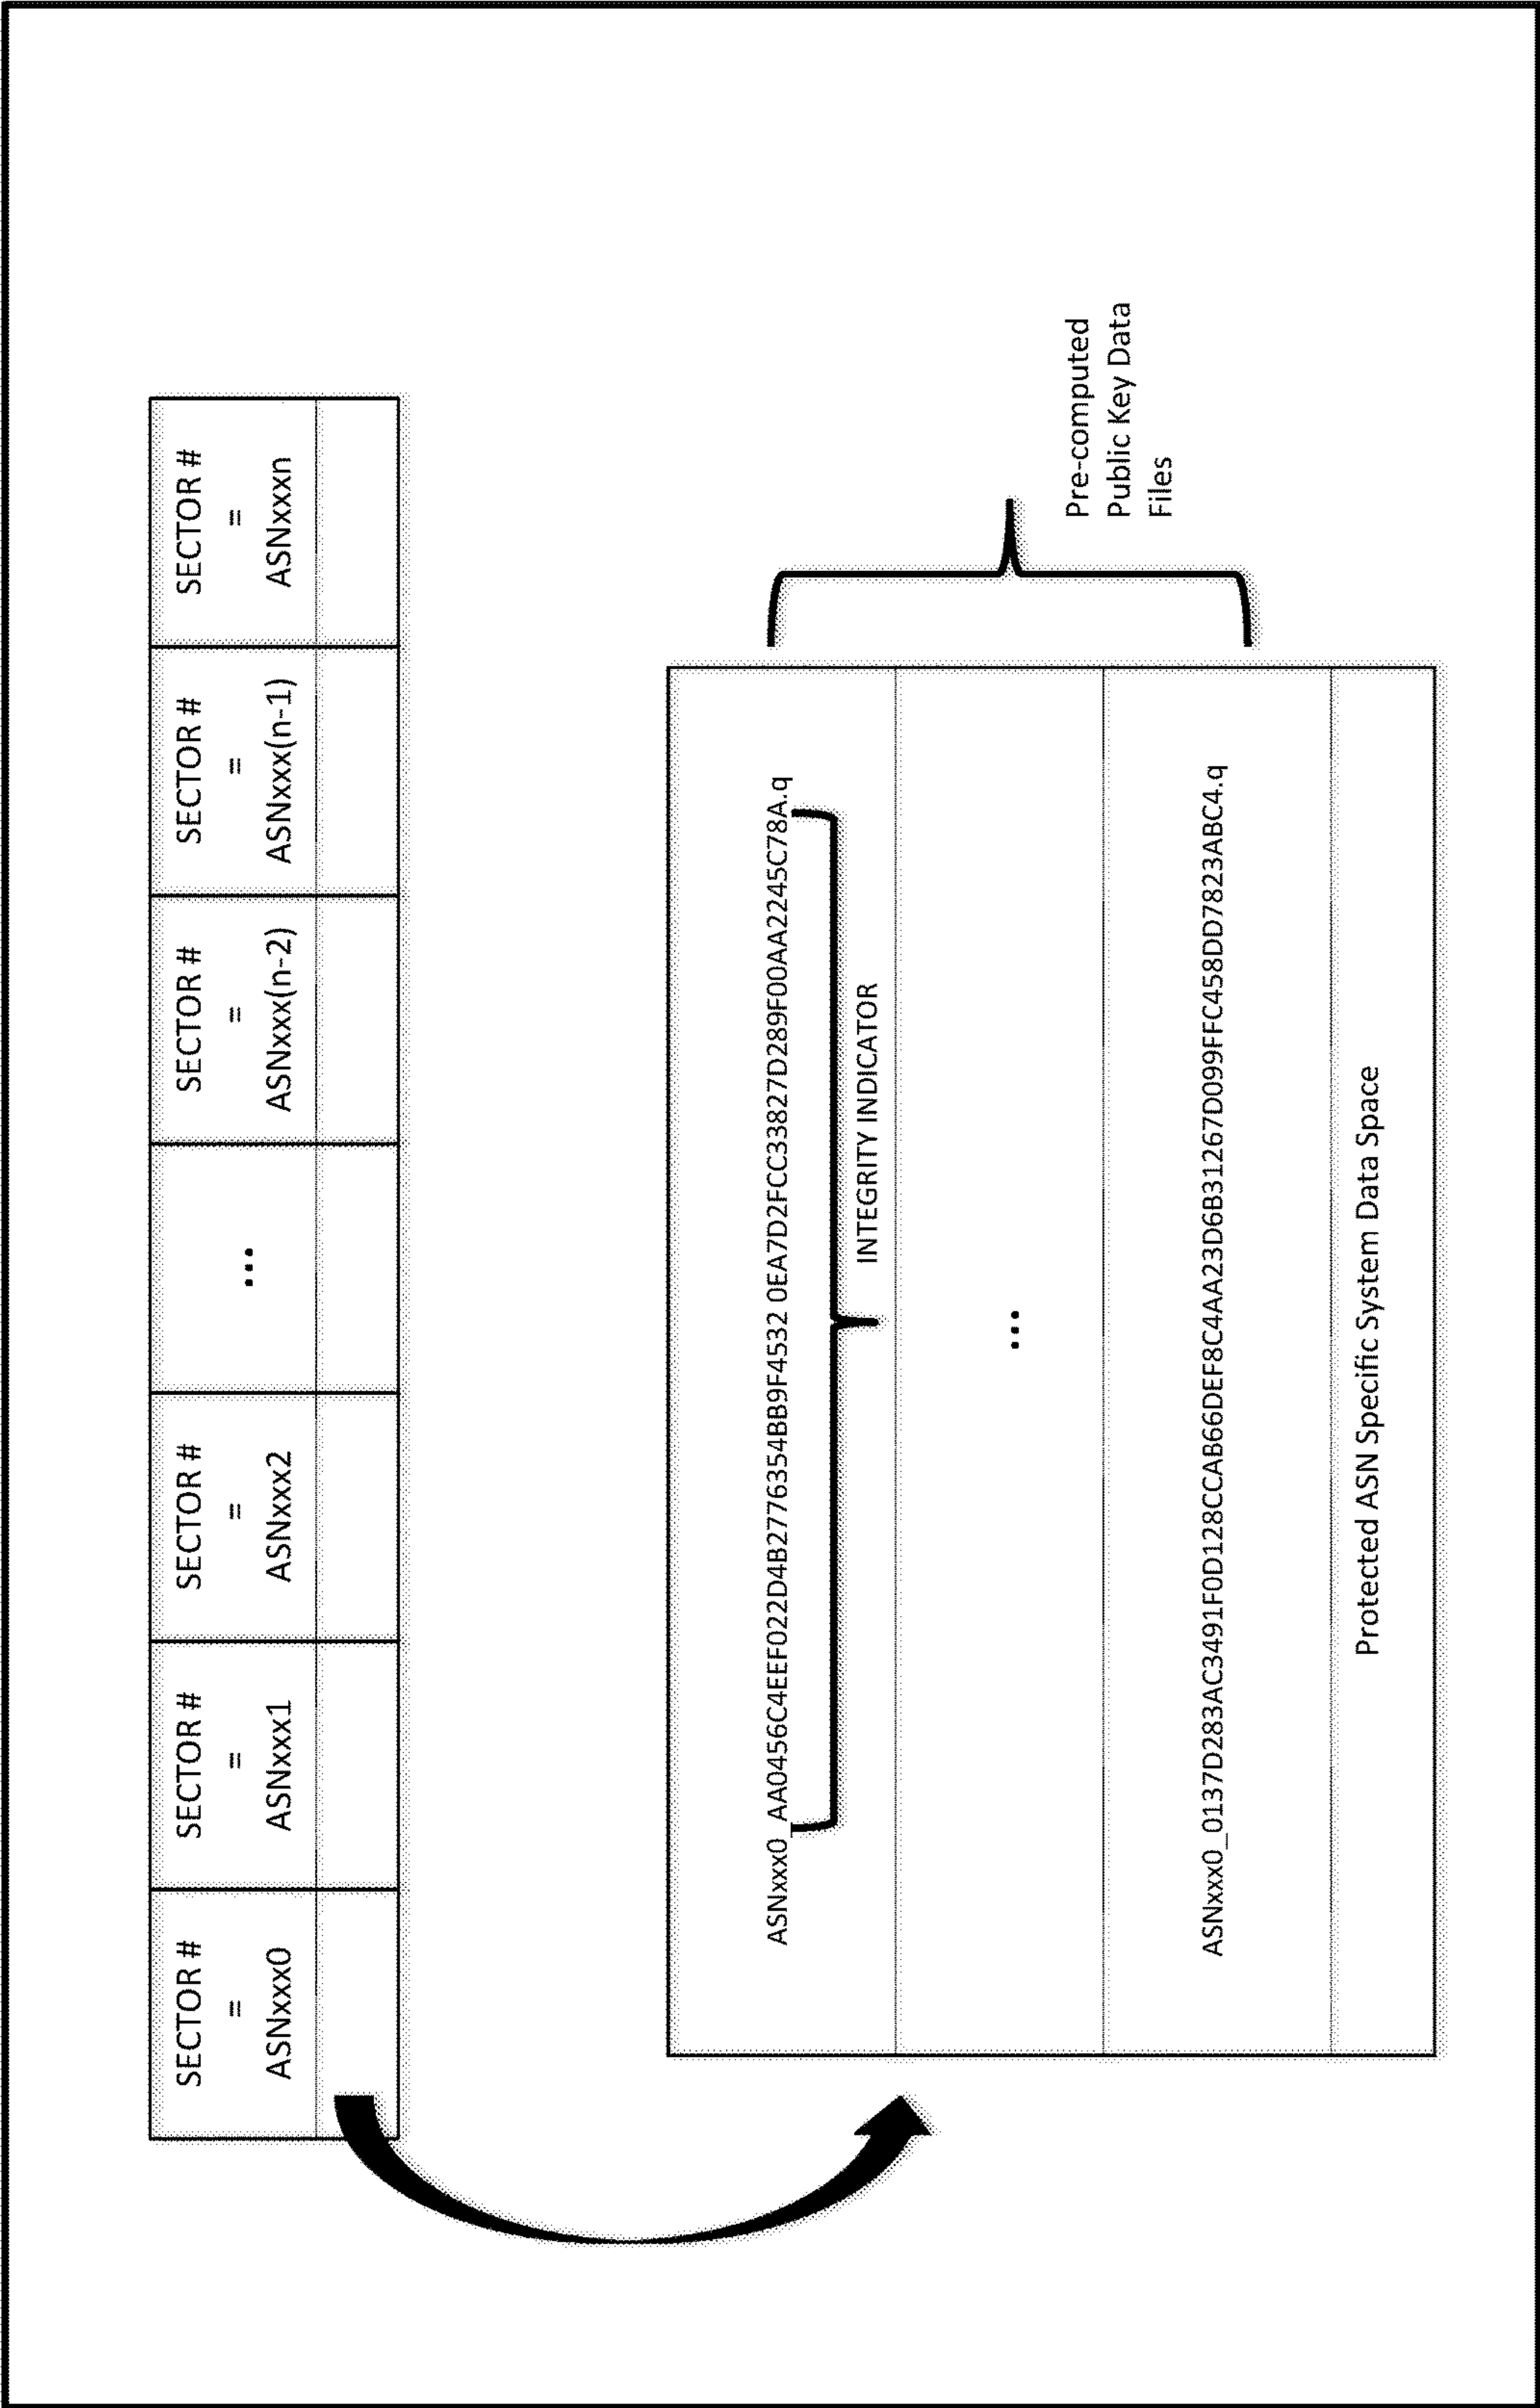 SECTOR #
=
ASNxxx0
SECTOR #
=
ASNxxx1
SECTOR #
=
ASNxxx2
...
SECTOR #
=
ASNxxx(n-2)
SECTOR #
=
ASNxxx(n-1)
SECTOR #
=
ASNxxxn
ASNxxx0_AA0456C4EEF022D4B2776354BB9F4532 0EA7D2FCC33827D289F00AA2245C78A.q
INTEGRITY INDICATOR
...
ASNxxx0_0137D283AC3491F0D128CCAB66DEF8C4AA23D6B31267D099FFC458DD7823ABC4.q
Protected ASN Specific System Data Space
Pre-computed
Public Key Data
Files